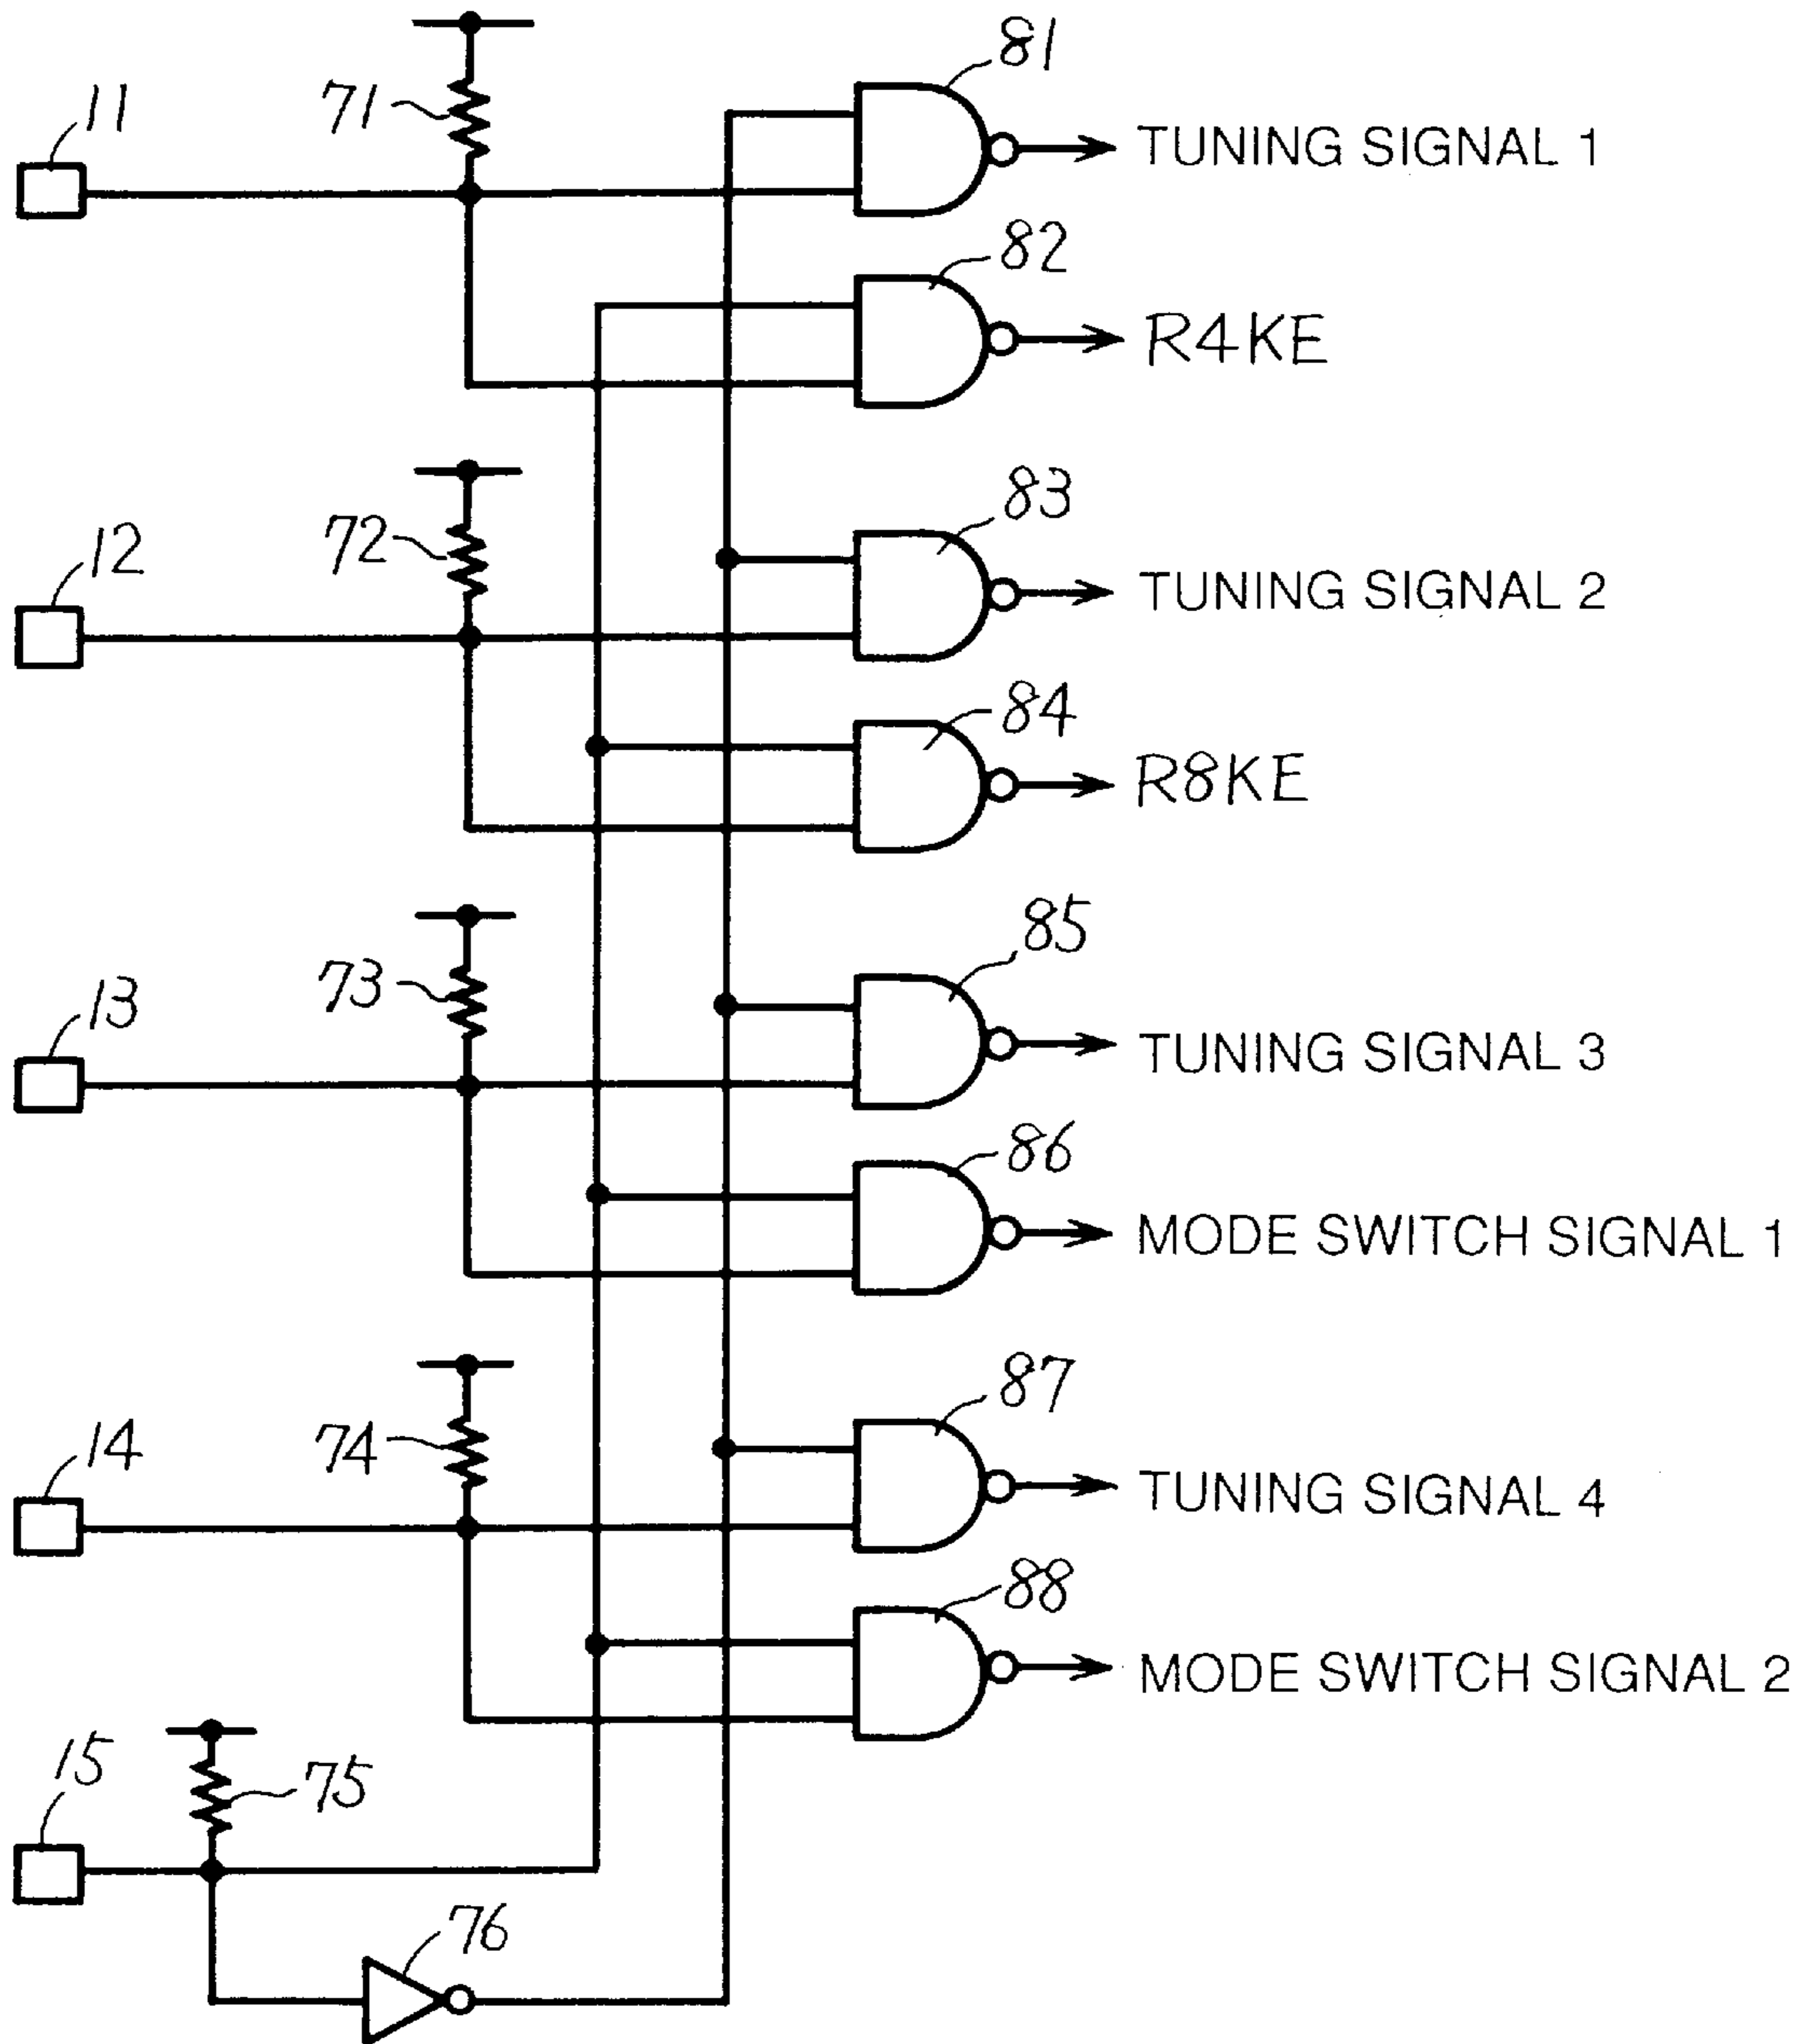 81
11
71
TUNING SIGNAL 1
82
R4KE
83
12
72
TUNING SIGNAL 2
84
R8KE
85
13
73
TUNING SIGNAL 3
86
MODE SWITCH SIGNAL 1
87
14
74
TUNING SIGNAL 4
88
MODE SWITCH SIGNAL 2
15
75
76